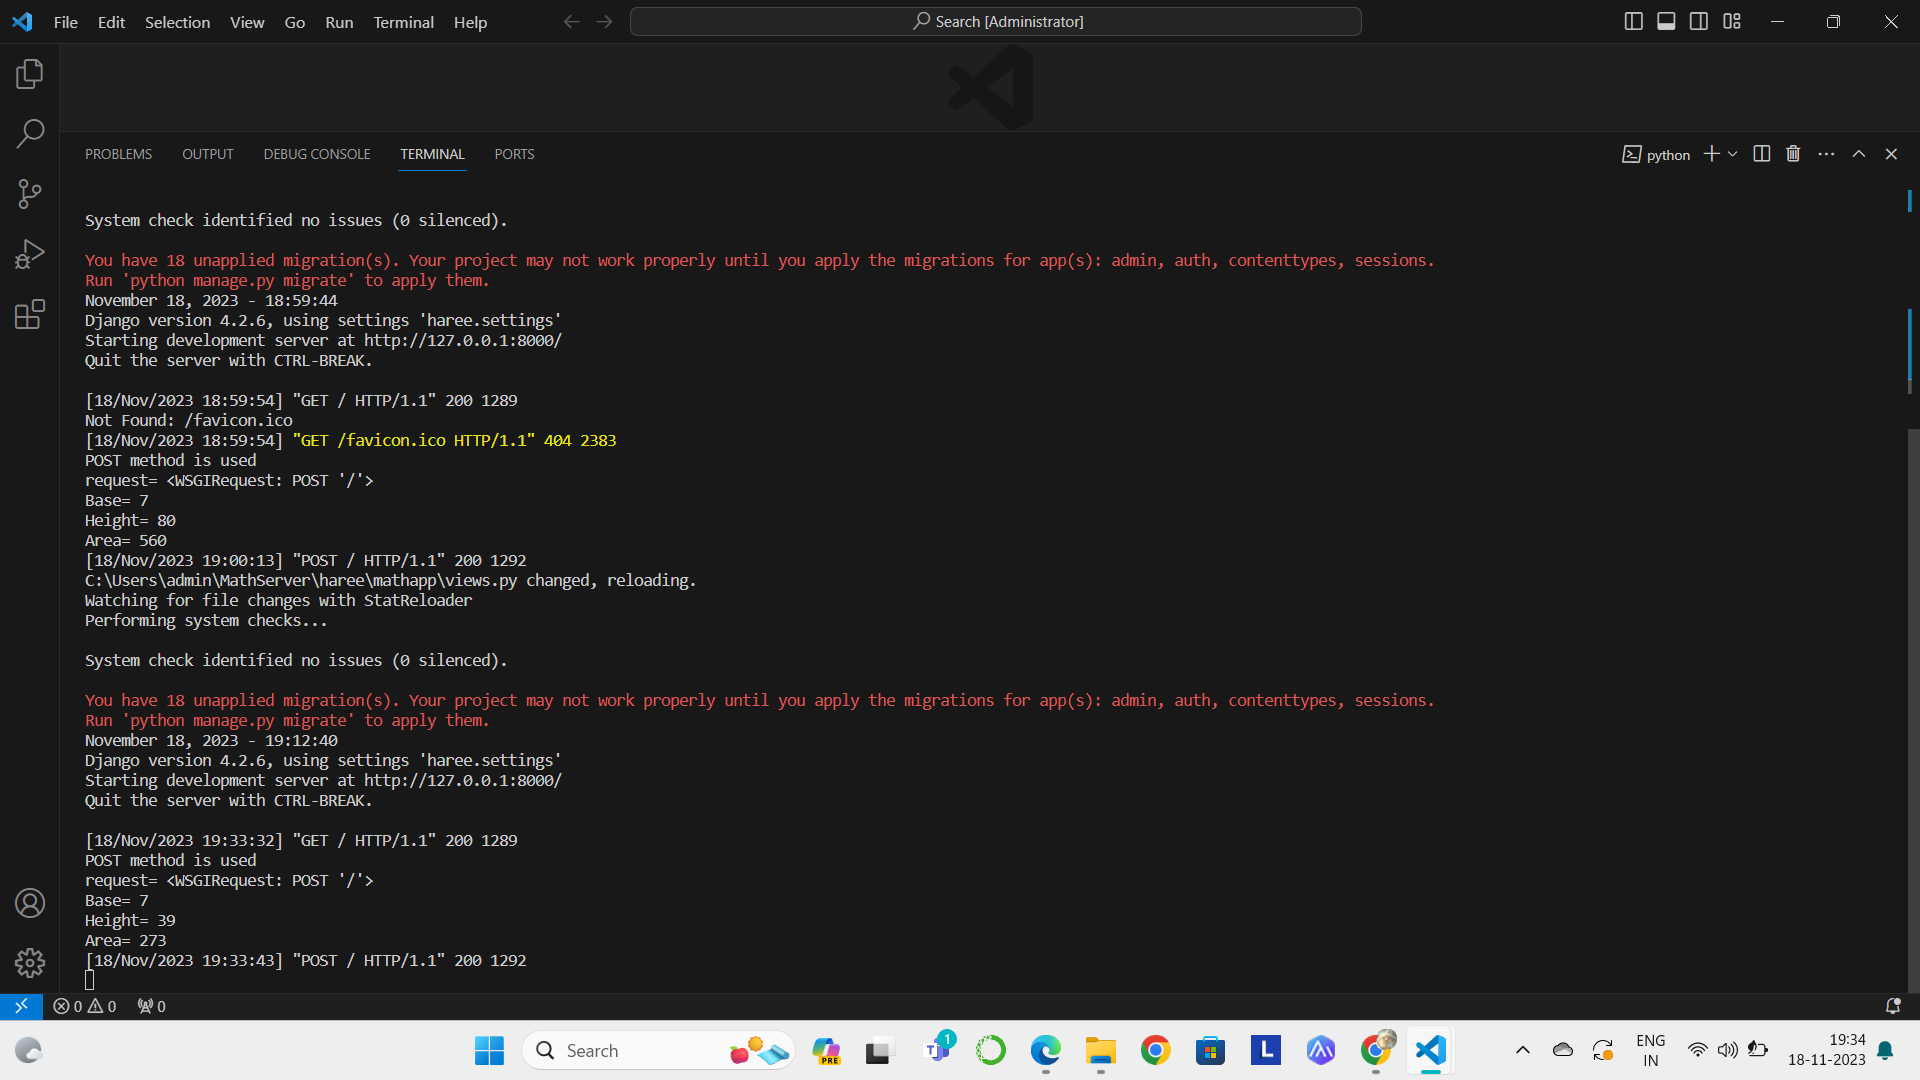 File Edit Selection View Go Run Terminal Help
Search [Administrator]
PROBLEMS OUTPUT DEBUG CONSOLE TERMINAL PORTS
python
System check identified no issues (0 silenced).
You have 18 unapplied migration(s). Your project may not work properly until you apply the migrations for app(s): admin, auth, contenttypes, sessions.
Run 'python manage.py migrate' to apply them.
November 18, 2023 - 18:59:44
Django version 4.2.6, using settings 'haree.settings'
Starting development server at http://127.0.0.1:8000/
Quit the server with CTRL-BREAK.
[18/Nov/2023 18:59:54] "GET / HTTP/1.1" 200 1289
Not Found: /favicon.ico
[18/Nov/2023 18:59:54] "GET /favicon.ico HTTP/1.1" 404 2383
POST method is used
request= <WSGIRequest: POST '/'>
Base= 7
Height= 80
Area= 560
[18/Nov/2023 19:00:13] "POST / HTTP/1.1" 200 1292
C:\Users\admin\MathServer\haree\mathapp\views.py changed, reloading.
Watching for file changes with StatReloader
Performing system checks...
System check identified no issues (0 silenced).
You have 18 unapplied migration(s). Your project may not work properly until you apply the migrations for app(s): admin, auth, contenttypes, sessions.
Run 'python manage.py migrate' to apply them.
November 18, 2023 - 19:12:40
Django version 4.2.6, using settings 'haree.settings'
Starting development server at http://127.0.0.1:8000/
Quit the server with CTRL-BREAK.
[18/Nov/2023 19:33:32] "GET / HTTP/1.1" 200 1289
POST method is used
request= <WSGIRequest: POST '/'>
Base= 7
Height= 39
Area= 273
[18/Nov/2023 19:33:43] "POST / HTTP/1.1" 200 1292
0 0 0
Search
PRE
T
1
L
ENG
IN
19:34
18-11-2023